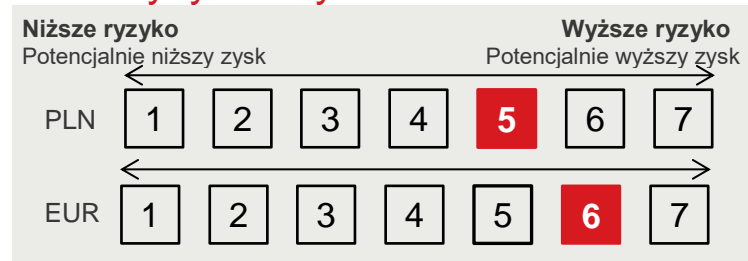 Niższe ryzyko Wyższe ryzyko
Potencjalnie niższy zysk Potencjalnie wyższy zysk
PLN 1 2 3 4 5 6 7
EUR 1 2 3 4 5 6 7